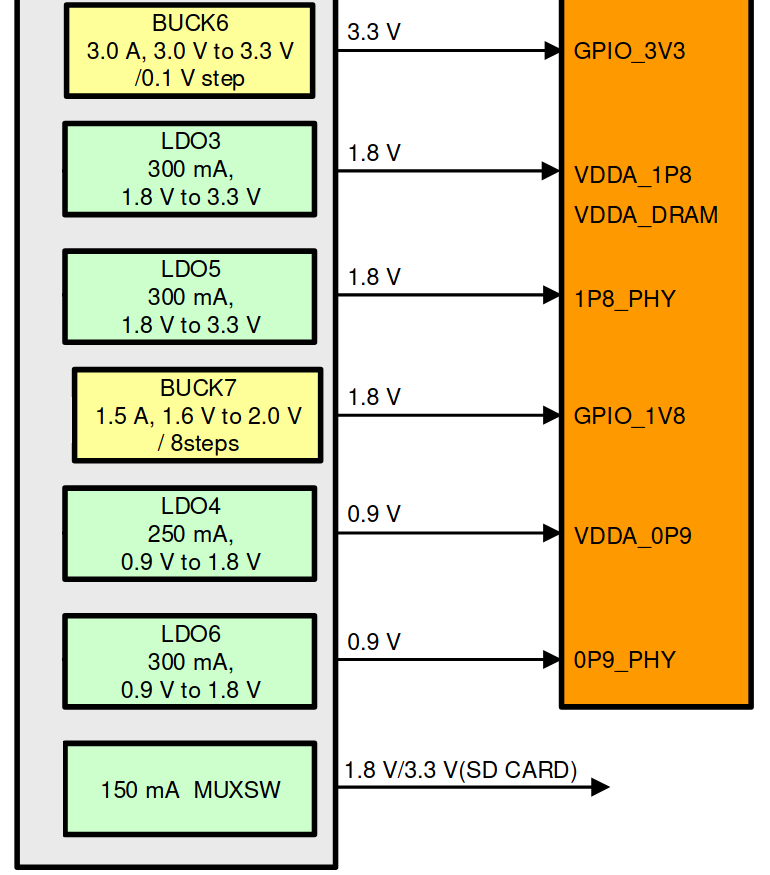 BUCK6
3.0 A, 3.0 V to 3.3 V
/0.1 V step
3.3 V
GPIO_3V3
LDO3
300 mA,
1.8 V to 3.3 V
1.8 V
VDDA_1P8
VDDA_DRAM
LDO5
300 mA,
1.8 V to 3.3 V
1.8 V
1P8_PHY
BUCK7
1.5 A, 1.6 V to 2.0 V
/ 8steps
1.8 V
GPIO_1V8
LDO4
250 mA,
0.9 V to 1.8 V
0.9 V
VDDA_0P9
LDO6
300 mA,
0.9 V to 1.8 V
0.9 V
0P9_PHY
150 mA  MUXSW
1.8 V/3.3 V(SD CARD)